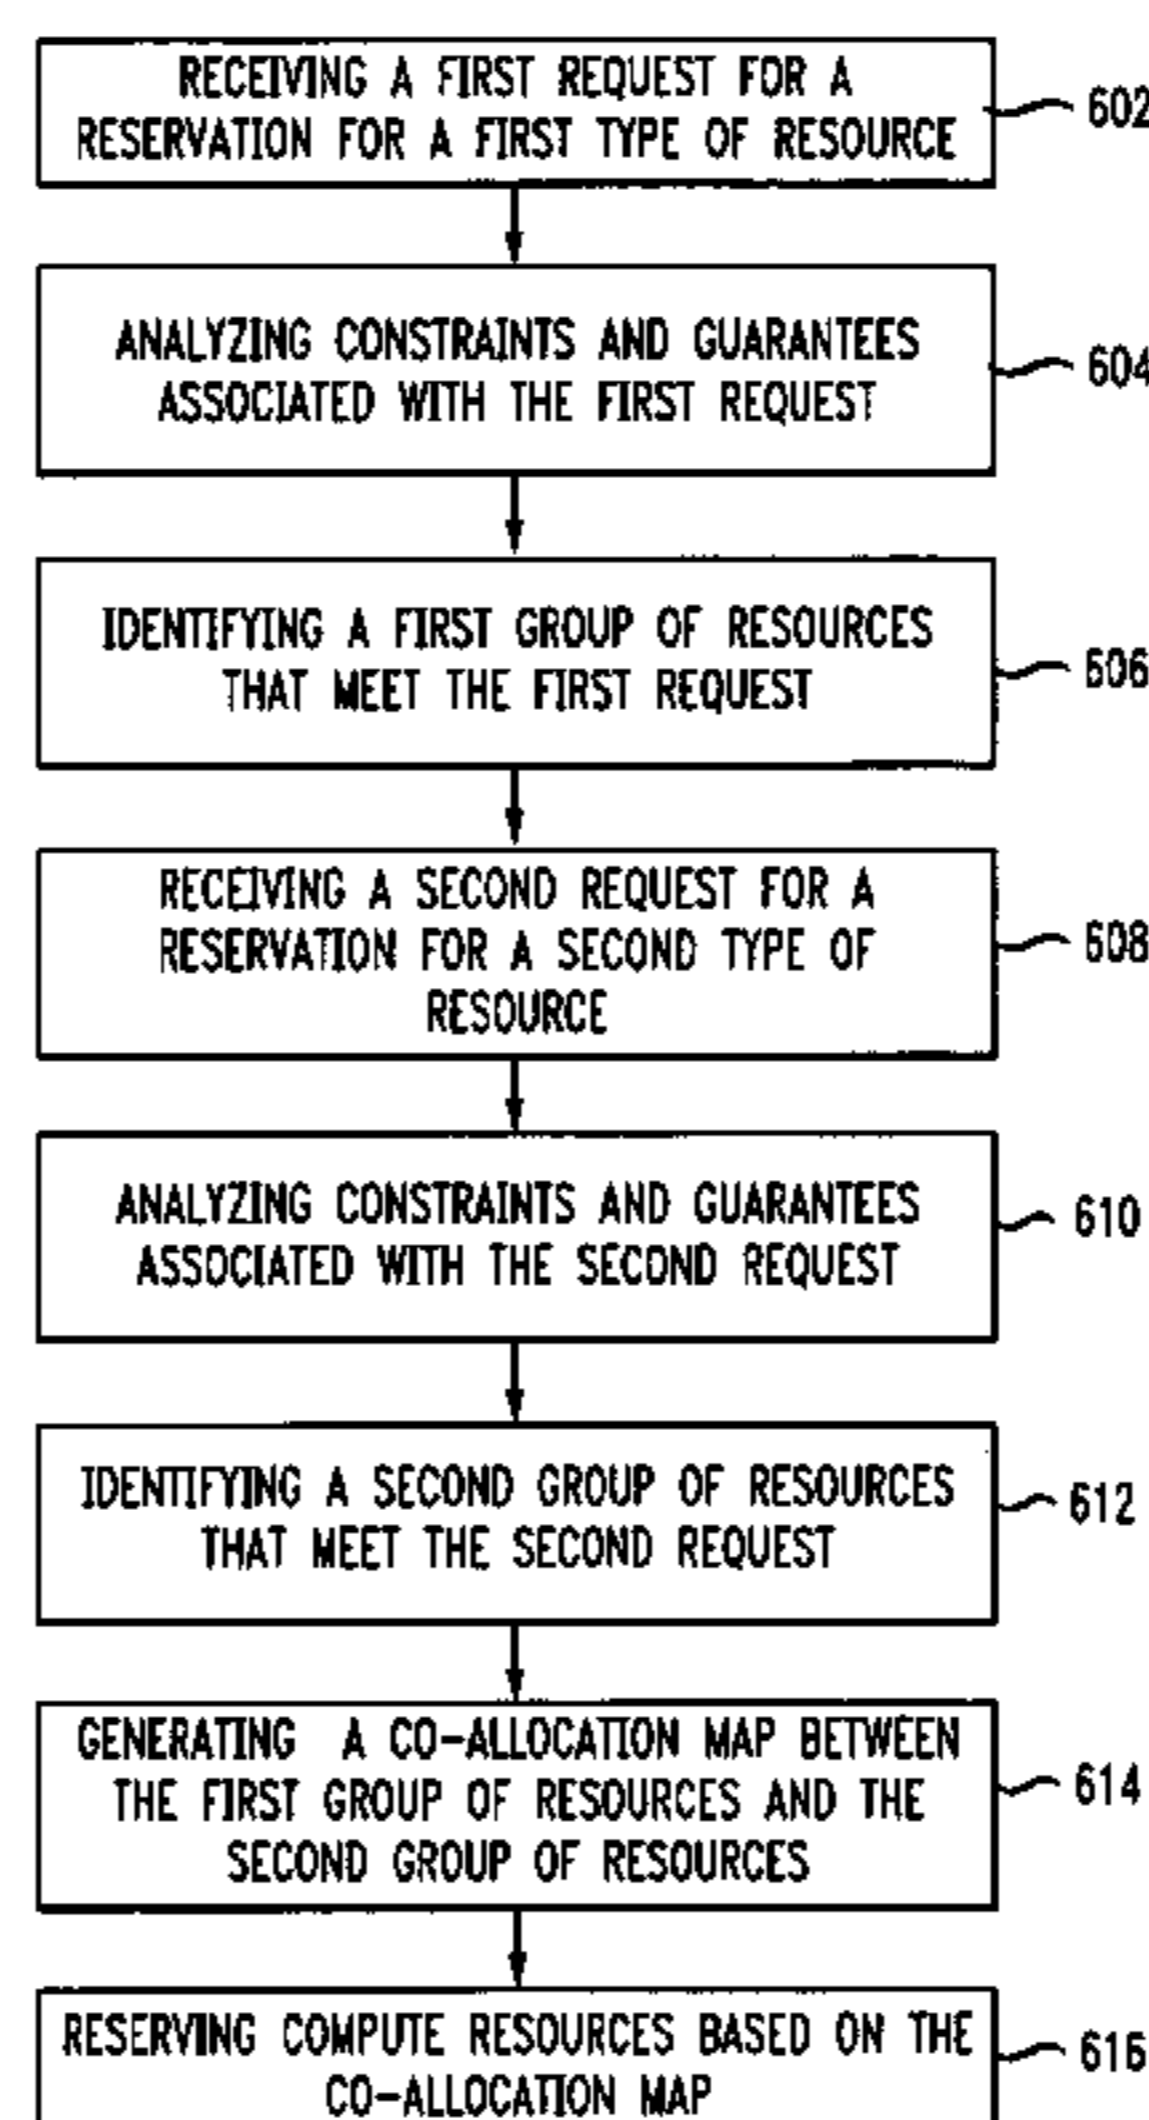 RECEIVING A FIRST REQUEST FOR A
RESERVATION FOR A FIRST TYPE OF RESOURCE
602
ANALYZING CONSTRAINTS AND GUARANTEES
ASSOCIATED WITH THE FIRST REQUEST
604
IDENTIFYING A FIRST GROUP OF RESOURCES
THAT MEET THE FIRST REQUEST
606
RECEIVING A SECOND REQUEST FOR A
RESERVATION FOR A SECOND TYPE OF
RESOURCE
608
ANALYZING CONSTRAINTS AND GUARANTEES
ASSOCIATED WITH THE SECOND REQUEST
610
IDENTIFYING A SECOND GROUP OF RESOURCES
THAT MEET THE SECOND REQUEST
612
GENERATING A CO-ALLOCATION MAP BETWEEN
THE FIRST GROUP OF RESOURCES AND THE
SECOND GROUP OF RESOURCES
614
RESERVING COMPUTE RESOURCES BASED ON THE
CO-ALLOCATION MAP
616